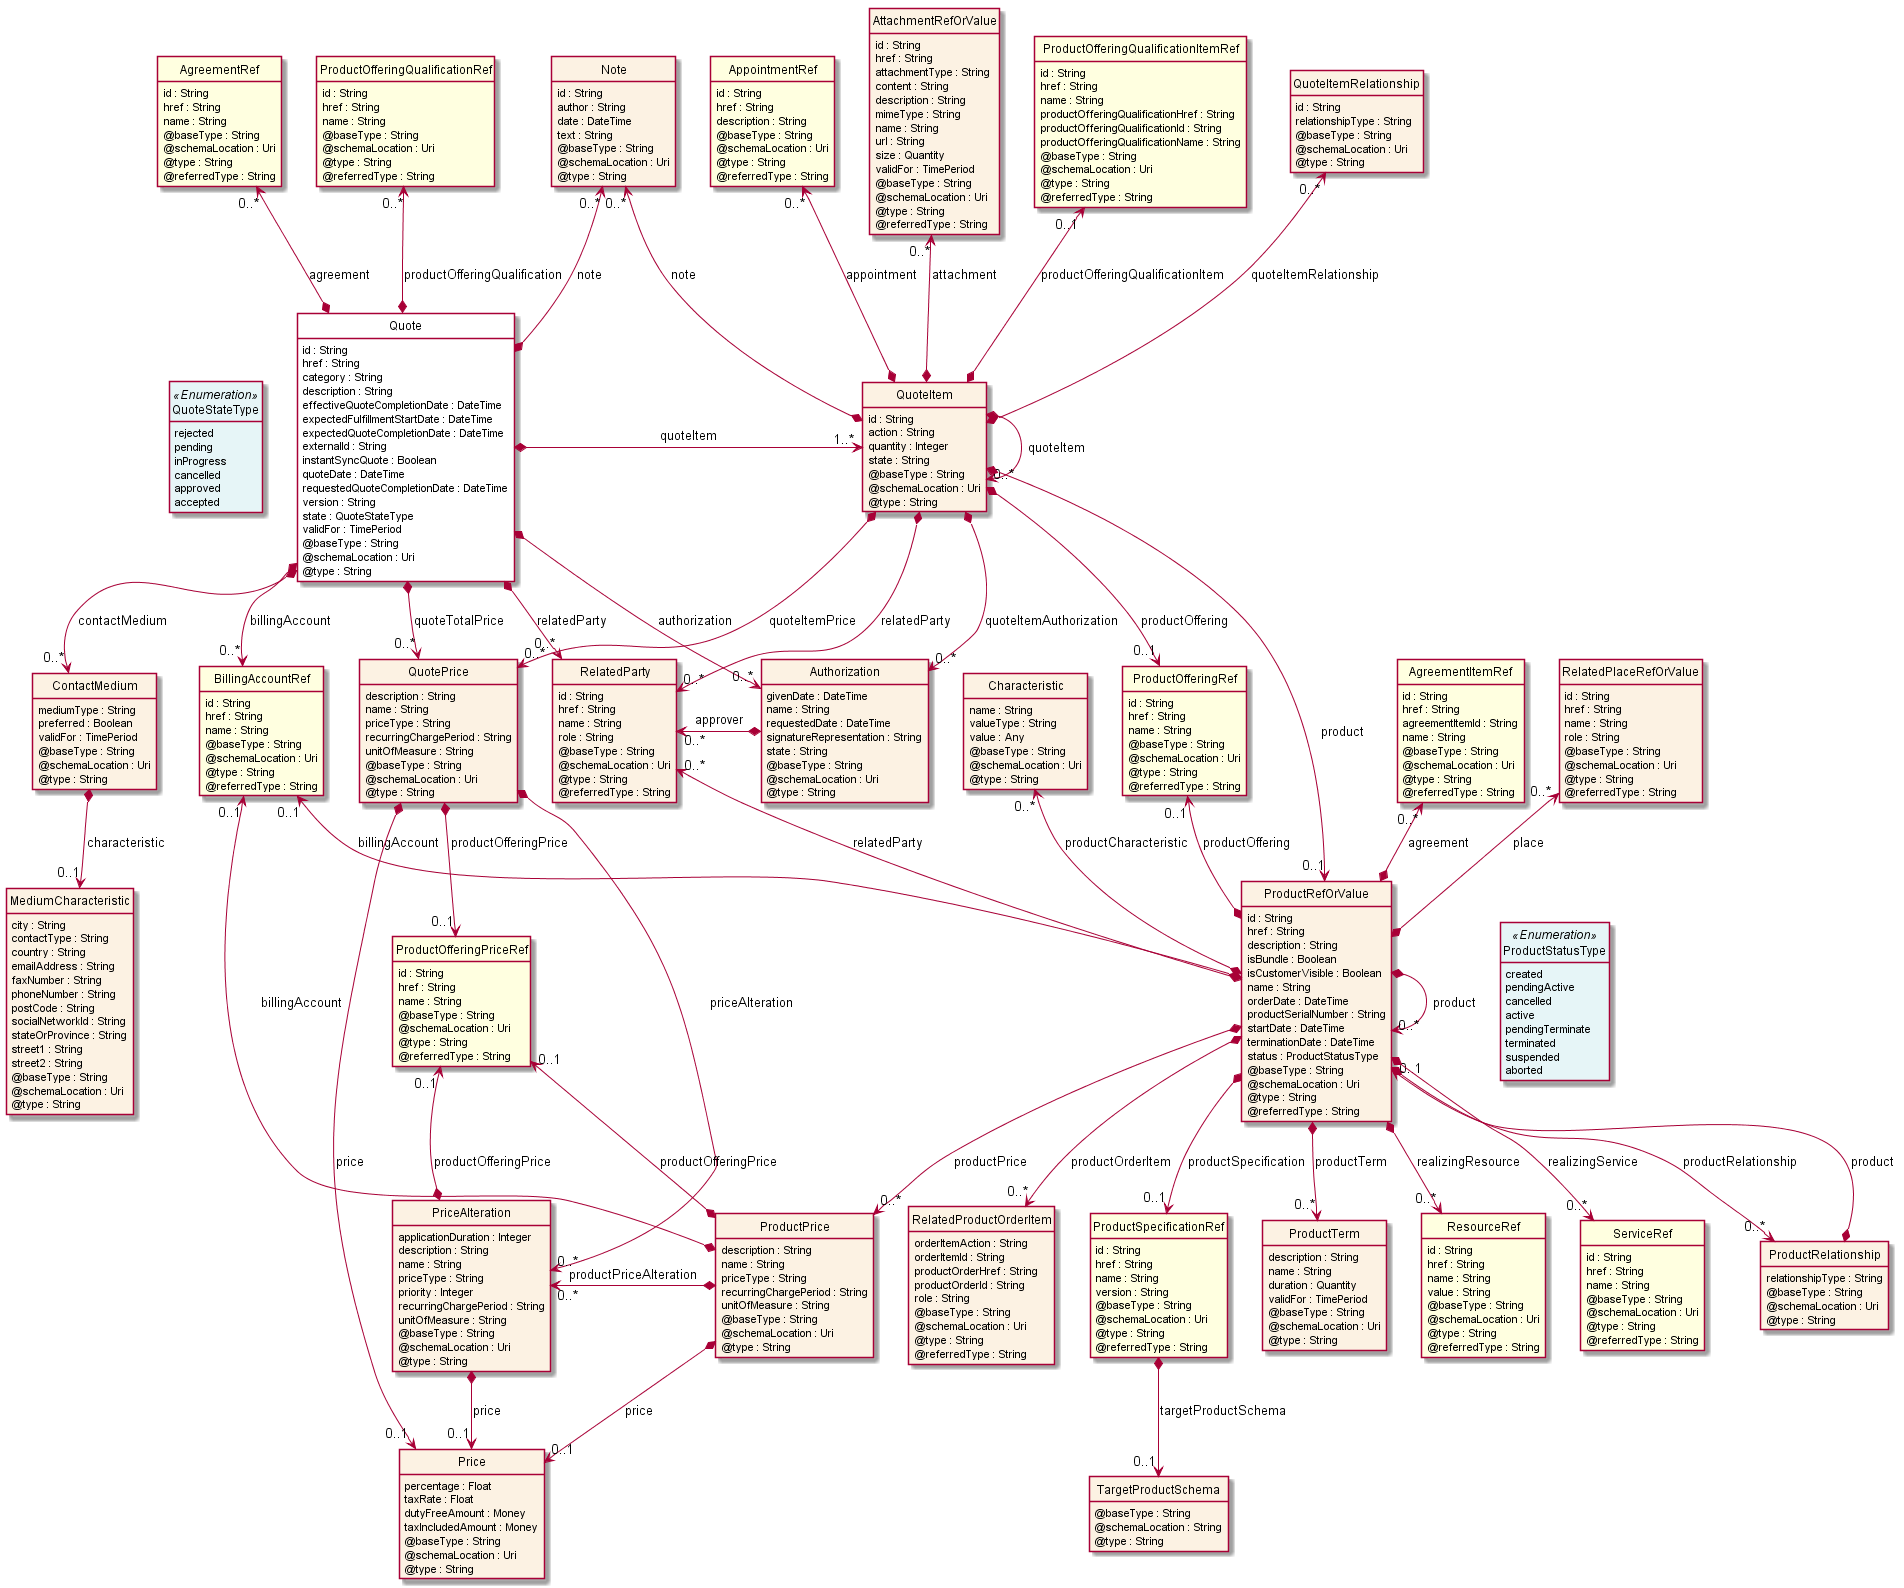 AgreementRef
id : String
href : String
name : String
@baseType : String
@schemaLocation : Uri
@type : String
@referredType : String
ProductOfferingQualificationRef
id : String
href : String
name : String
@baseType : String
@schemaLocation : Uri
@type : String
@referredType : String
Note
id : String
author : String
date : DateTime
text : String
@baseType : String
@schemaLocation : Uri
@type : String
AppointmentRef
id : String
href : String
description : String
@baseType : String
@schemaLocation : Uri
@type : String
@referredType : String
AttachmentRefOrValue
id : String
href : String
attachmentType : String
content : String
description : String
mimeType : String
name : String
url : String
size : Quantity
validFor : TimePeriod
@baseType : String
@schemaLocation : Uri
@type : String
@referredType : String
ProductOfferingQualificationItemRef
id : String
href : String
name : String
productOfferingQualificationHref : String
productOfferingQualificationId : String
productOfferingQualificationName : String
@baseType : String
@schemaLocation : Uri
@type : String
@referredType : String
QuoteItemRelationship
id : String
relationshipType : String
@baseType : String
@schemaLocation : Uri
@type : String
0..*
0..*
0..*
0..*
0..*
0..*
0..1
0..*
agreement
productOfferingQualification
note
note
appointment
attachment
productOfferingQualificationItem
quoteItemRelationship
«Enumeration»
QuoteStateType
rejected
pending
inProgress
cancelled
approved
accepted
Quote
id : String
href : String
category : String
description : String
effectiveQuoteCompletionDate : DateTime
expectedFulfillmentStartDate : DateTime
expectedQuoteCompletionDate : DateTime
externalId : String
instantSyncQuote : Boolean
quoteDate : DateTime
requestedQuoteCompletionDate : DateTime
version : String
state : QuoteStateType
validFor : TimePeriod
@baseType : String
@schemaLocation : Uri
@type : String
quoteItem
1..*
QuoteItem
id : String
action : String
quantity : Integer
state : String
@baseType : String
@schemaLocation : Uri
@type : String
quoteItem
0..*
contactMedium
billingAccount
quoteTotalPrice
relatedParty
authorization
quoteItemPrice
relatedParty
quoteItemAuthorization
productOffering
product
0..*
0..*
0..*
0..*
0..*
0..*
0..*
0..*
0..1
0..1
ContactMedium
mediumType : String
preferred : Boolean
validFor : TimePeriod
@baseType : String
@schemaLocation : Uri
@type : String
BillingAccountRef
id : String
href : String
name : String
@baseType : String
@schemaLocation : Uri
@type : String
@referredType : String
QuotePrice
description : String
name : String
priceType : String
recurringChargePeriod : String
unitOfMeasure : String
@baseType : String
@schemaLocation : Uri
@type : String
RelatedParty
id : String
href : String
name : String
role : String
@baseType : String
@schemaLocation : Uri
@type : String
@referredType : String
approver
0..*
0..*
Authorization
givenDate : DateTime
name : String
requestedDate : DateTime
signatureRepresentation : String
state : String
@baseType : String
@schemaLocation : Uri
@type : String
Characteristic
name : String
valueType : String
value : Any
@baseType : String
@schemaLocation : Uri
@type : String
ProductOfferingRef
id : String
href : String
name : String
@baseType : String
@schemaLocation : Uri
@type : String
@referredType : String
AgreementItemRef
id : String
href : String
agreementItemId : String
name : String
@baseType : String
@schemaLocation : Uri
@type : String
@referredType : String
RelatedPlaceRefOrValue
id : String
href : String
name : String
role : String
@baseType : String
@schemaLocation : Uri
@type : String
@referredType : String
0..1
0..1
0..*
0..1
0..*
0..*
characteristic
billingAccount
productOfferingPrice
relatedParty
productCharacteristic
productOffering
agreement
place
0..1
0..1
MediumCharacteristic
city : String
contactType : String
country : String
emailAddress : String
faxNumber : String
phoneNumber : String
postCode : String
socialNetworkId : String
stateOrProvince : String
street1 : String
street2 : String
@baseType : String
@schemaLocation : Uri
@type : String
billingAccount
ProductOfferingPriceRef
id : String
href : String
name : String
@baseType : String
@schemaLocation : Uri
@type : String
@referredType : String
priceAlteration
ProductRefOrValue
id : String
href : String
description : String
isBundle : Boolean
isCustomerVisible : Boolean
name : String
orderDate : DateTime
productSerialNumber : String
startDate : DateTime
terminationDate : DateTime
status : ProductStatusType
@baseType : String
@schemaLocation : Uri
@type : String
@referredType : String
product
0..*
0..1
«Enumeration»
ProductStatusType
created
pendingActive
cancelled
active
pendingTerminate
terminated
suspended
aborted
0..1
0..1
price
productOfferingPrice
productOfferingPrice
productPrice
productOrderItem
productSpecification
productTerm
realizingResource
realizingService
productRelationship
product
0..*
0..*
0..1
0..*
0..*
0..*
0..*
PriceAlteration
applicationDuration : Integer
description : String
name : String
priceType : String
priority : Integer
recurringChargePeriod : String
unitOfMeasure : String
@baseType : String
@schemaLocation : Uri
@type : String
0..*
productPriceAlteration
0..*
ProductPrice
description : String
name : String
priceType : String
recurringChargePeriod : String
unitOfMeasure : String
@baseType : String
@schemaLocation : Uri
@type : String
RelatedProductOrderItem
orderItemAction : String
orderItemId : String
productOrderHref : String
productOrderId : String
role : String
@baseType : String
@schemaLocation : Uri
@type : String
@referredType : String
ProductSpecificationRef
id : String
href : String
name : String
version : String
@baseType : String
@schemaLocation : Uri
@type : String
@referredType : String
ProductTerm
description : String
name : String
duration : Quantity
validFor : TimePeriod
@baseType : String
@schemaLocation : Uri
@type : String
ResourceRef
id : String
href : String
name : String
value : String
@baseType : String
@schemaLocation : Uri
@type : String
@referredType : String
ServiceRef
id : String
href : String
name : String
@baseType : String
@schemaLocation : Uri
@type : String
@referredType : String
ProductRelationship
relationshipType : String
@baseType : String
@schemaLocation : Uri
@type : String
price
price
targetProductSchema
0..1
0..1
0..1
0..1
Price
percentage : Float
taxRate : Float
dutyFreeAmount : Money
taxIncludedAmount : Money
@baseType : String
@schemaLocation : Uri
@type : String
TargetProductSchema
@baseType : String
@schemaLocation : String
@type : String